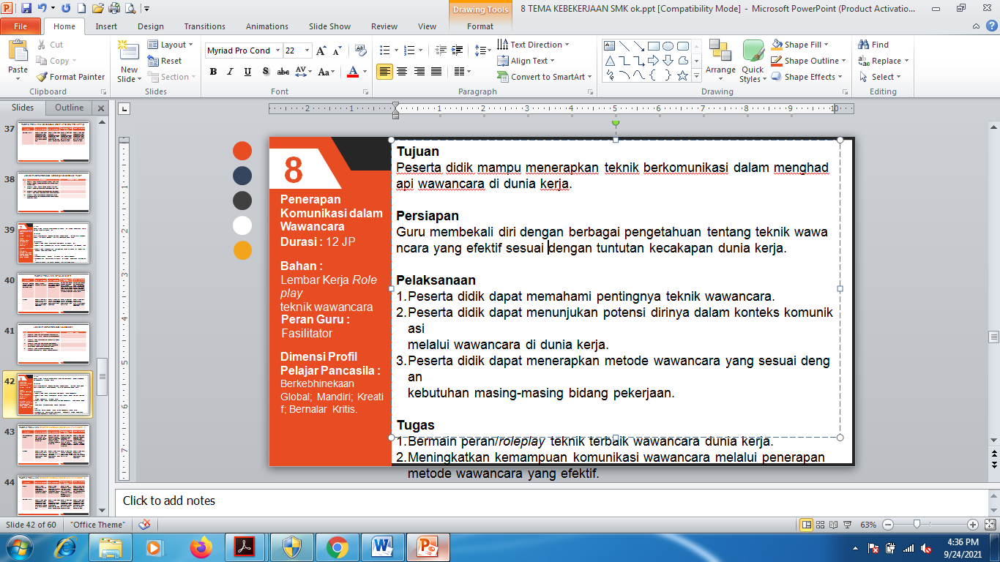 Drawing Tools
8 TEMA KEBEKERJAAN SMK ok.ppt [Compatibility Mode] - Microsoft PowerPoint (Product Activatio...
File Home Insert Design Transitions Animations Slide Show Review View Format
Paste
Cut
Copy
Format Painter
Clipboard
New Slide
Layout
Reset
Section
Slides
Myriad Pro Cond 22
Font
Text Direction
Align Text
Convert to SmartArt
Paragraph
Arrange
Quick Styles
Shape Fill
Shape Outline
Shape Effects
Drawing
Find
Replace
Select
Editing
Slides Outline
37
38
39
40
41
42
43
44
8
Penerapan
Komunikasi dalam
Wawancara
Durasi : 12 JP
Bahan :
Lembar Kerja Role
play
teknik wawancara
Peran Guru :
Fasilitator
Dimensi Profil
Pelajar Pancasila :
Berkebhinekaan
Global; Mandiri; Kreati
f; Bernalar Kritis.
Tujuan
Peserta didik mampu menerapkan teknik berkomunikasi dalam menghad
api wawancara di dunia kerja.
Persiapan
Guru membekali diri dengan berbagai pengetahuan tentang teknik wawa
ncara yang efektif sesuai dengan tuntutan kecakapan dunia kerja.
Pelaksanaan
1.Peserta didik dapat memahami pentingnya teknik wawancara.
2.Peserta didik dapat menunjukan potensi dirinya dalam konteks komunik
asi
melalui wawancara di dunia kerja.
3.Peserta didik dapat menerapkan metode wawancara yang sesuai deng
an
kebutuhan masing-masing bidang pekerjaan.
Tugas
1.Bermain peran/roleplay teknik terbaik wawancara dunia kerja.
2.Meningkatkan kemampuan komunikasi wawancara melalui penerapan
metode wawancara yang efektif.
Click to add notes
Slide 42 of 60 "Office Theme" 63%
4:36 PM
9/24/2021